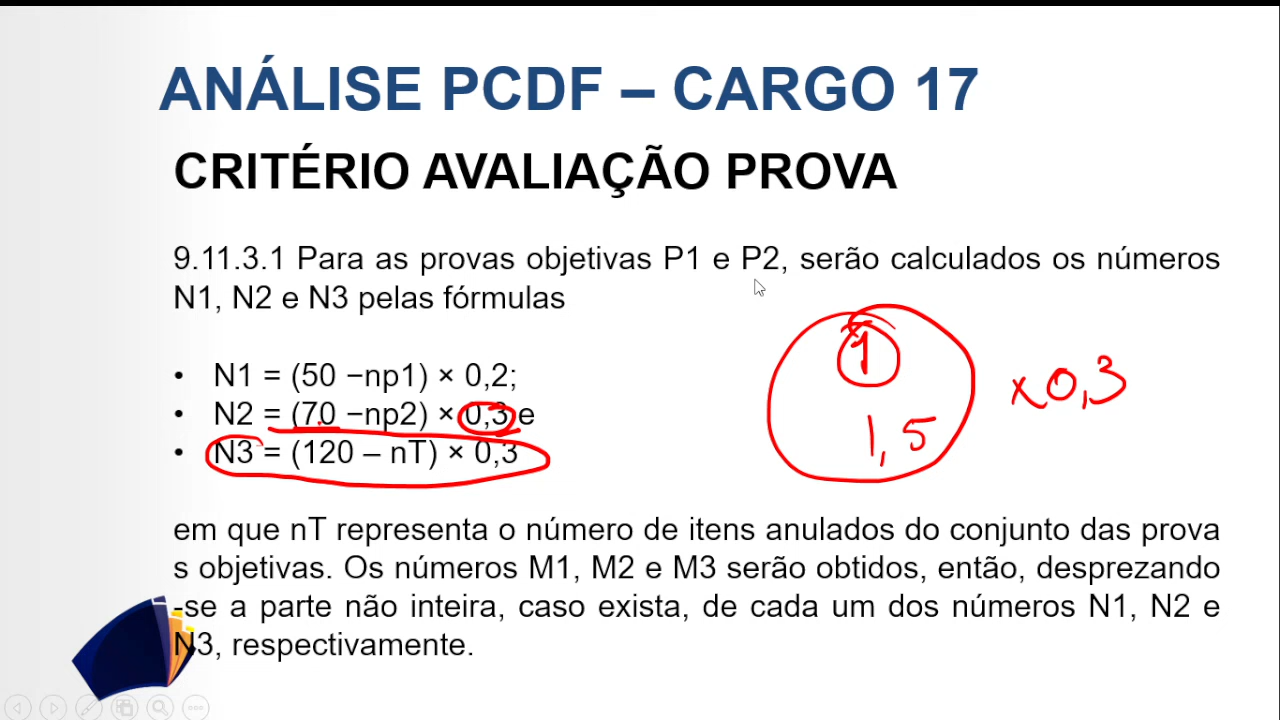 ANÁLISE PCDF – CARGO 17
CRITÉRIO AVALIAÇÃO PROVA
9.11.3.1 Para as provas objetivas P1 e P2, serão calculados os números
N1, N2 e N3 pelas fórmulas
• N1 = (50 −np1) × 0,2;
• N2 = (70 −np2) × 0,3 e
• N3 = (120 – nT) × 0,3
1
1,5
×0,3
em que nT representa o número de itens anulados do conjunto das prova
s objetivas. Os números M1, M2 e M3 serão obtidos, então, desprezando
-se a parte não inteira, caso exista, de cada um dos números N1, N2 e
N3, respectivamente.